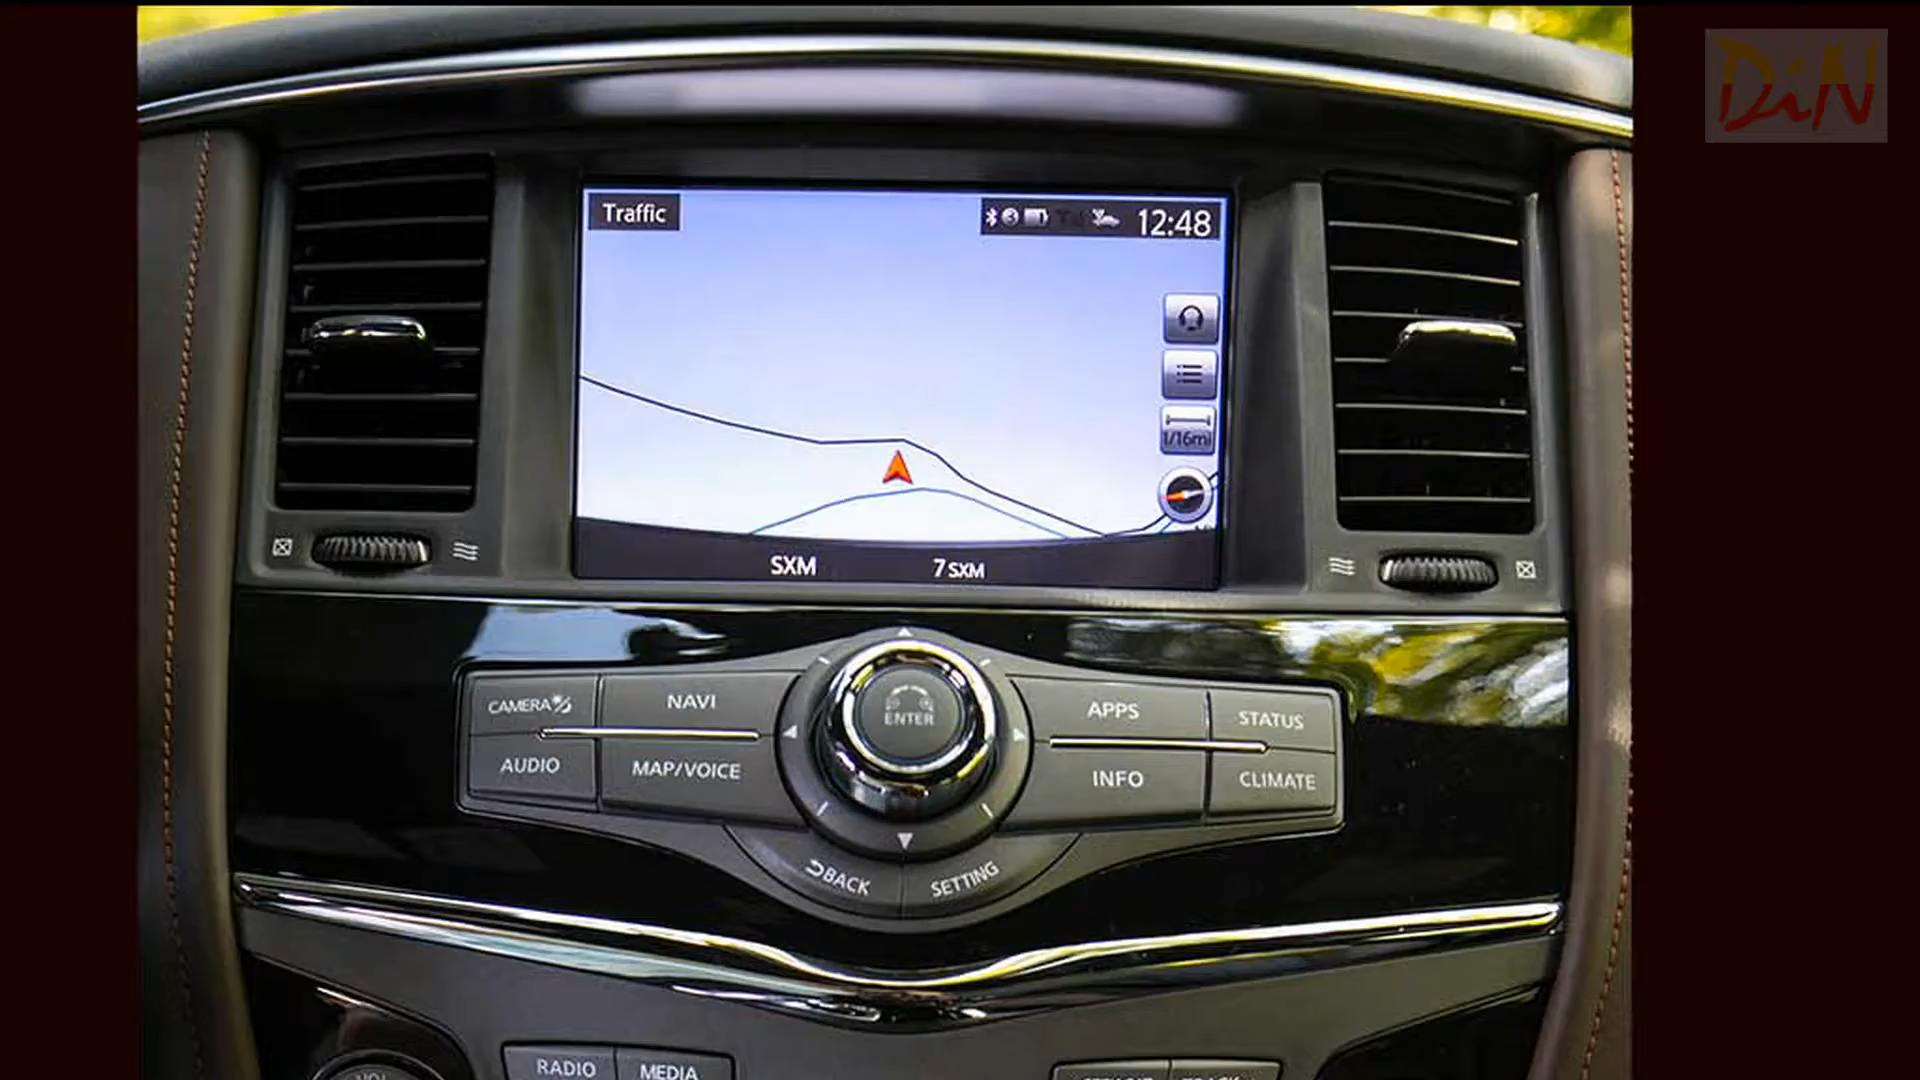 DiN
Traffic
12:48
1/16mi
SXM
7 SXM
CAMERA
NAVI
APPS
STATUS
ENTER
AUDIO
MAP/VOICE
INFO
CLIMATE
BACK
SETTING
RADIO
MEDIA